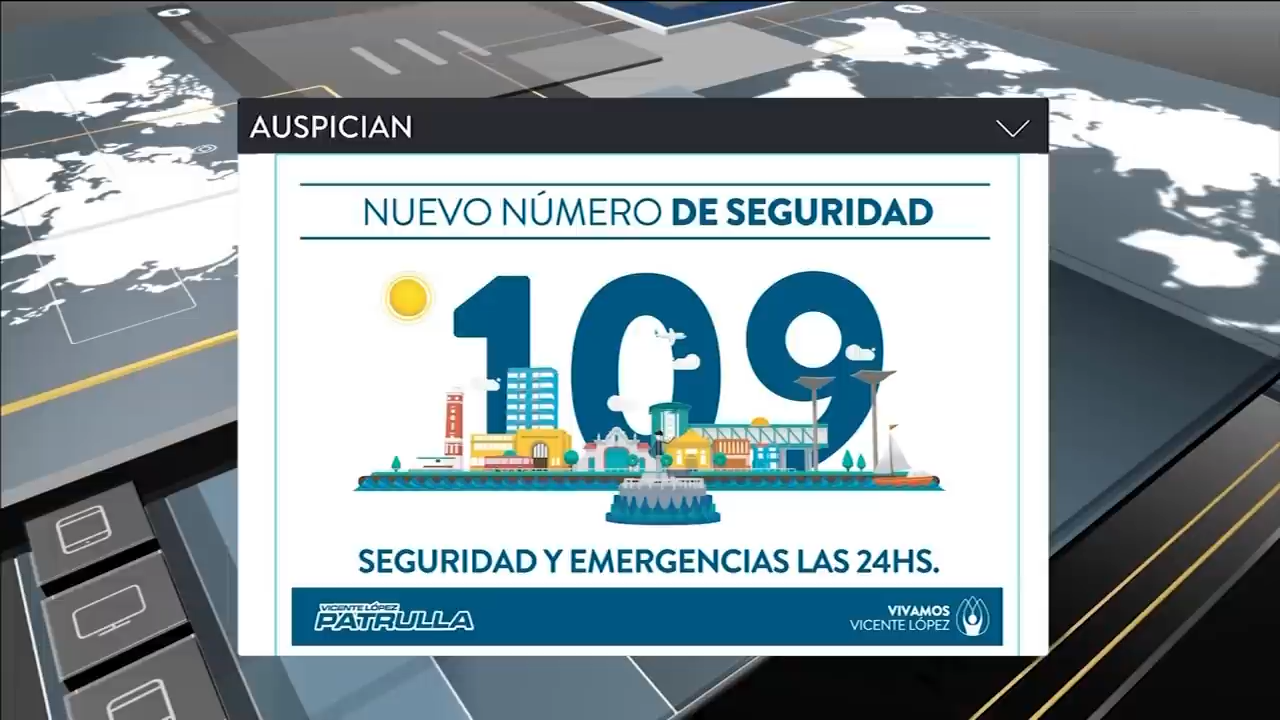 AUSPICIAN
NUEVO NÚMERO DE SEGURIDAD
109
SEGURIDAD Y EMERGENCIAS LAS 24HS.
VICENTE LÓPEZ
PATRULLA
VIVAMOS
VICENTE LÓPEZ